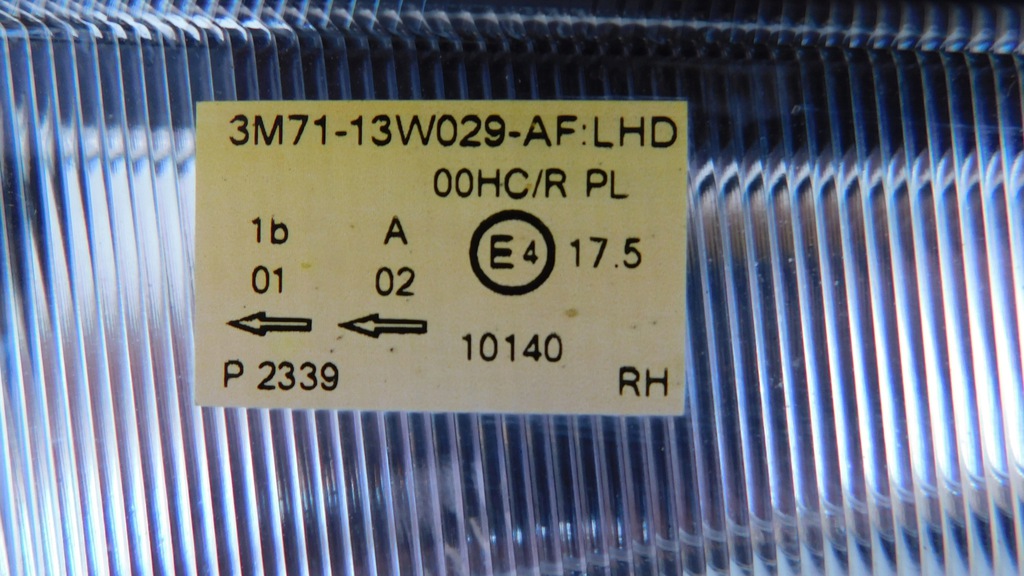 3M71-13W029-AF:LHD
00HC/R PL
1b A E4 17.5
01 02
10140
P 2339 RH